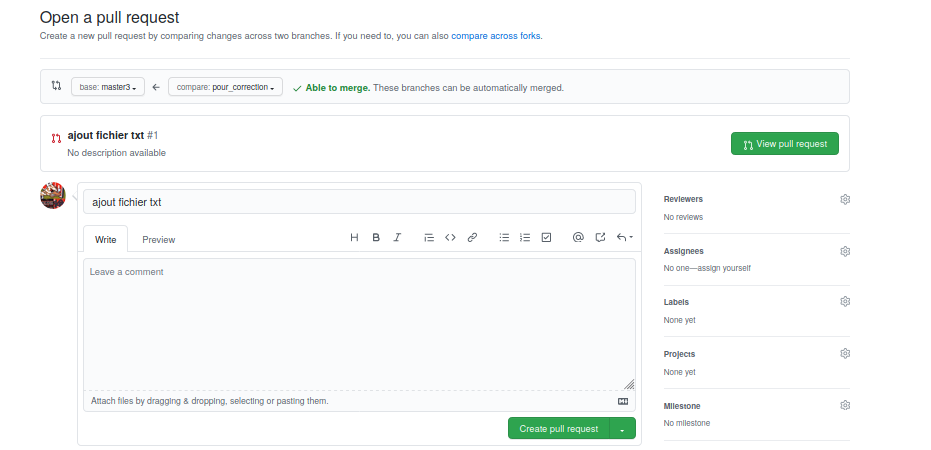 Open a pull request
Create a new pull request by comparing changes across two branches. If you need to, you can also compare across forks.
base: master3
compare: pour_correction
Able to merge. These branches can be automatically merged.
ajout fichier txt #1
No description available
View pull request
ajout fichier txt
Write
Preview
Leave a comment
Attach files by dragging & dropping, selecting or pasting them.
Create pull request
Reviewers
No reviews
Assignees
No one—assign yourself
Labels
None yet
Projects
None yet
Milestone
No milestone